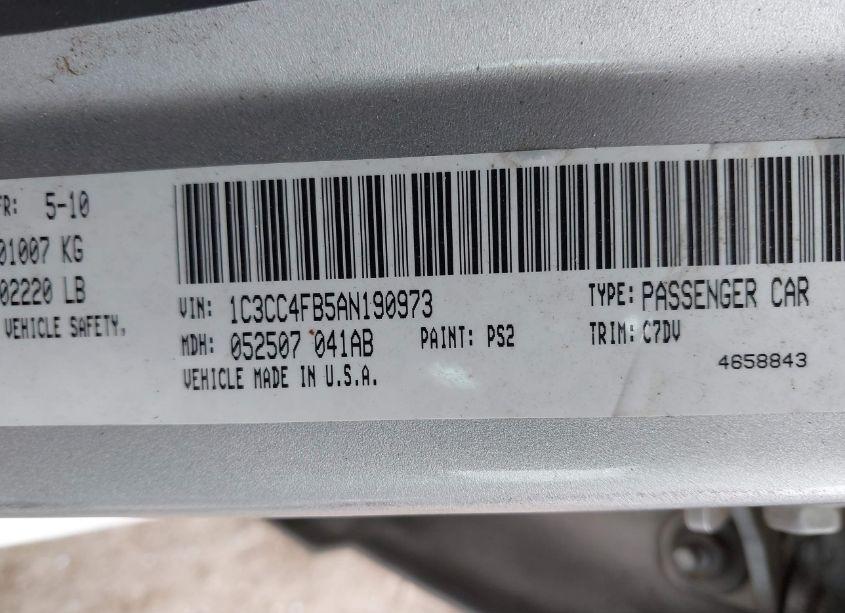 FR: 5-10
01007 KG
02220 LB
VEHICLE SAFETY.
VIN: 1C3CC4FB5AN190973
TYPE: PASSENGER CAR
MDH: 052507 041AB
PAINT: PS2
TRIM: C7DV
VEHICLE MADE IN U.S.A.
4658843